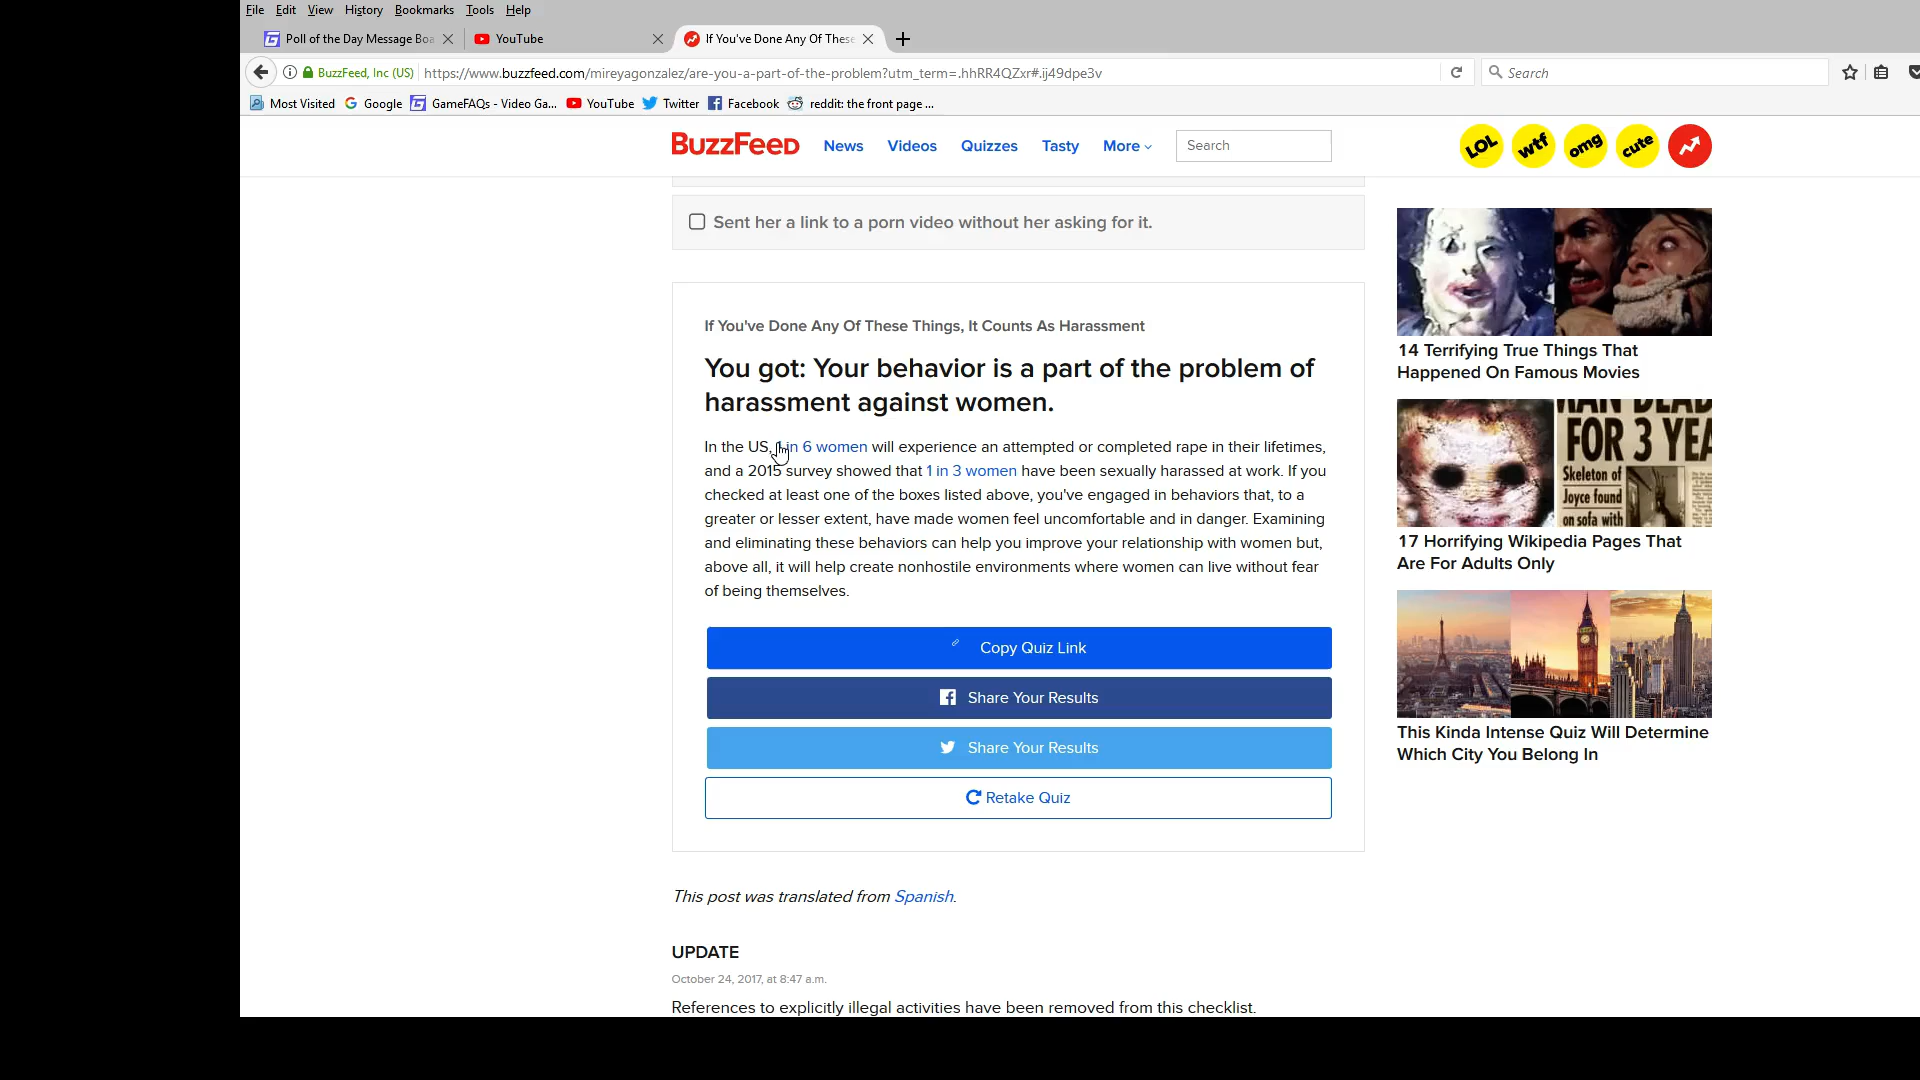 File Edit View History Bookmarks Tools Help
Poll of the Day Message Boa
YouTube
If You've Done Any Of These
BuzzFeed, Inc (US)
https://www.buzzfeed.com/mireyagonzalez/are-you-a-part-of-the-problem?utm_term=.hhRR4QZxr#.ij49dpe3v
Search
Most Visited Google GameFAQs - Video Ga... YouTube Twitter Facebook reddit: the front page ...
BuzzFeed News Videos Quizzes Tasty More Search LOL wtf omg cute
Sent her a link to a porn video without her asking for it.
If You've Done Any Of These Things, It Counts As Harassment
You got: Your behavior is a part of the problem of
harassment against women.
In the US, 1 in 6 women will experience an attempted or completed rape in their lifetimes,
and a 2015 survey showed that 1 in 3 women have been sexually harassed at work. If you
checked at least one of the boxes listed above, you've engaged in behaviors that, to a
greater or lesser extent, have made women feel uncomfortable and in danger. Examining
and eliminating these behaviors can help you improve your relationship with women but,
above all, it will help create nonhostile environments where women can live without fear
of being themselves.
Copy Quiz Link
Share Your Results
Share Your Results
Retake Quiz
This post was translated from Spanish.
UPDATE
October 24, 2017, at 8:47 a.m.
References to explicitly illegal activities have been removed from this checklist.
14 Terrifying True Things That
Happened On Famous Movies
MAN DEAD
FOR 3 YEA
Skeleton of
Joyce found
on sofa with
17 Horrifying Wikipedia Pages That
Are For Adults Only
This Kinda Intense Quiz Will Determine
Which City You Belong In